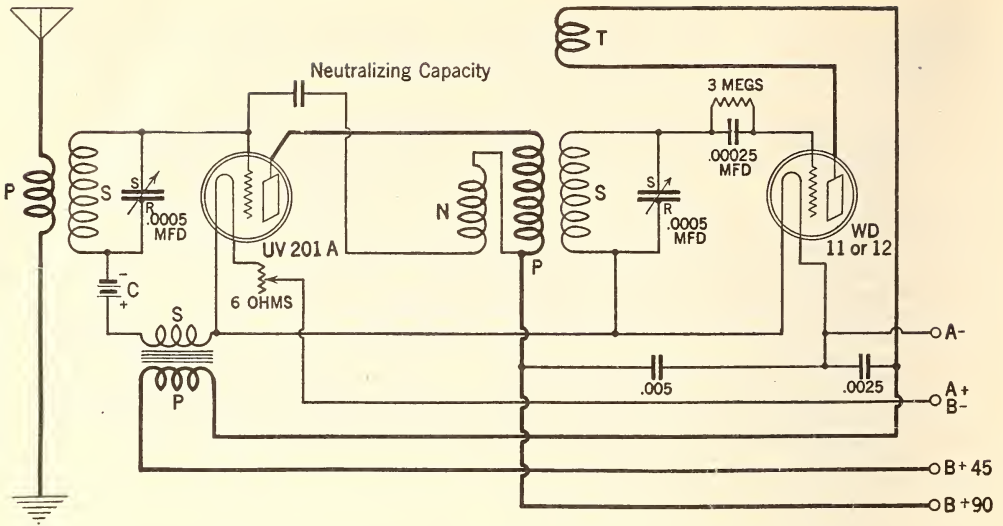 T
Neutralizing Capacity
3 MEGS
.00025
MFD
P
S
S
R
.0005
MFD
UV 201 A
N
P
S
S
R
.0005
MFD
WD
11 or 12
-
C
+
6 OHMS
S
P
A-
.005
.0025
A+
B-
B+45
B+90